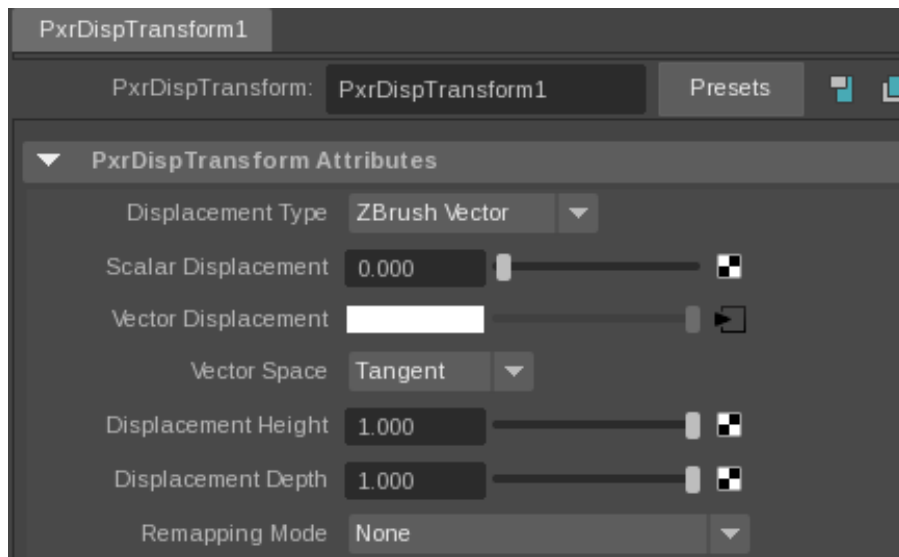 PxrDispTransform1
PxrDispTransform: PxrDispTransform1 Presets
PxrDispTransform Attributes
Displacement Type ZBrush Vector
Scalar Displacement 0.000
Vector Displacement
Vector Space Tangent
Displacement Height 1.000
Displacement Depth 1.000
Remapping Mode None